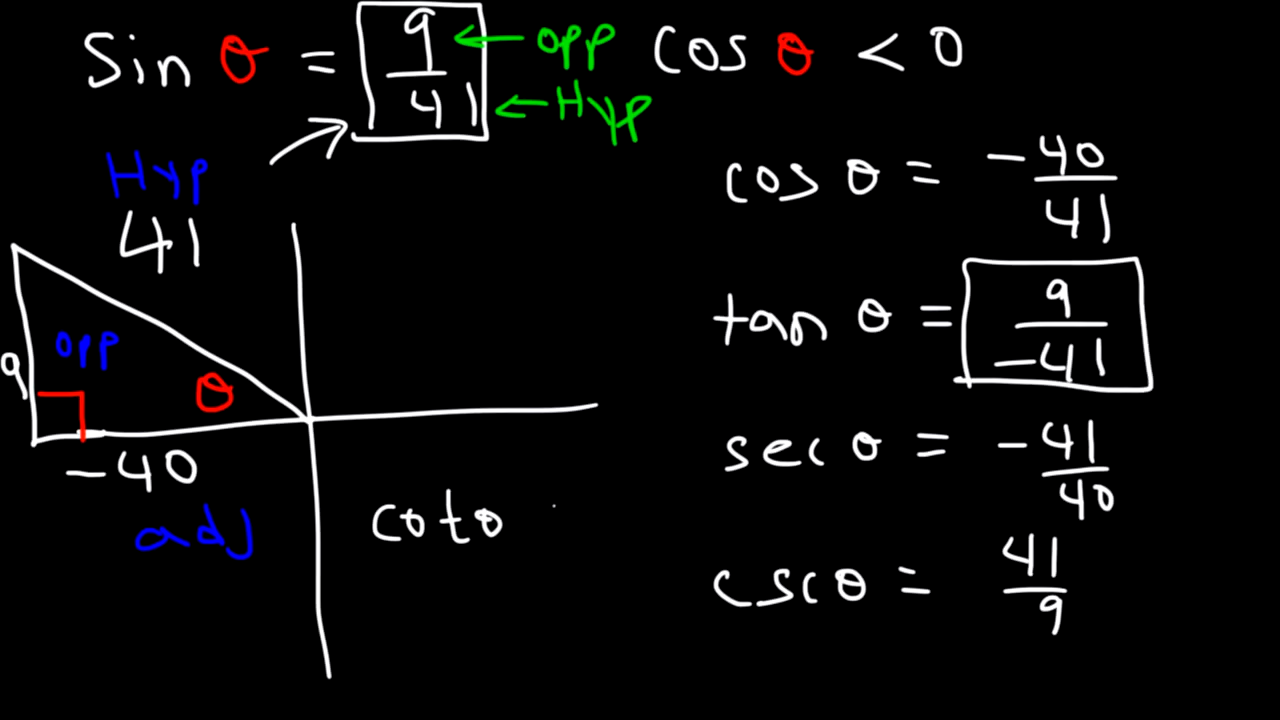 Sin θ = 9/41 ← opp ← Hyp cos θ < 0
Hyp
41
cos θ = -40/41
9
opp
θ
tan θ = 9/-41
-40
adj
sec θ = -41/40
cot θ
csc θ = 41/9